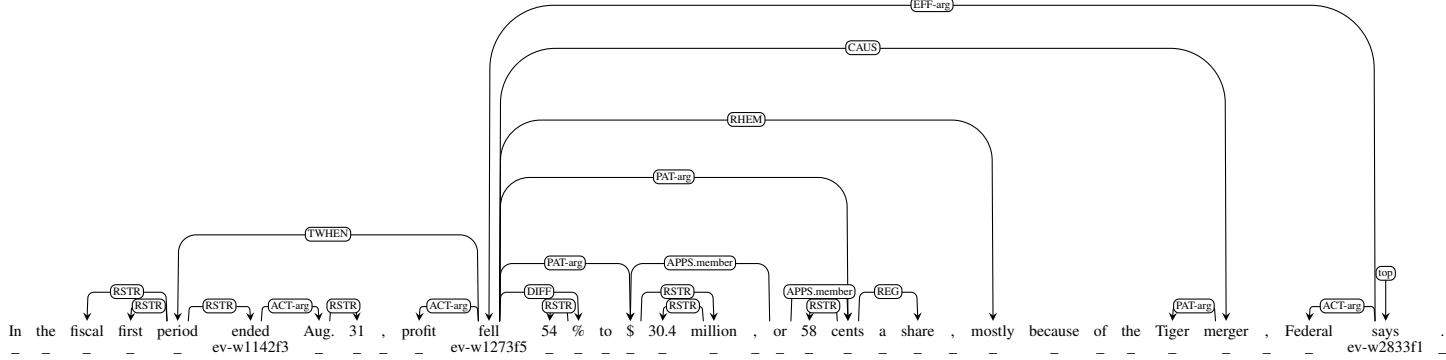 EFF-arg
CAUS
RHEM
PAT-arg
TWHEN
PAT-arg APPS.member
top
RSTR DIFF RSTR APPS.member REG
RSTR RSTR ACT-arg RSTR ACT-arg RSTR RSTR RSTR PAT-arg ACT-arg
In the fiscal first period ended Aug. 31 , profit fell 54 % to $ 30.4 million , or 58 cents a share , mostly because of the Tiger merger , Federal says .
_ _ _ _ _ ev-w1142f3 _ _ _ _ ev-w1273f5 _ _ _ _ _ _ _ _ _ _ _ _ _ _ _ _ _ _ _ _ _ ev-w2833f1 _